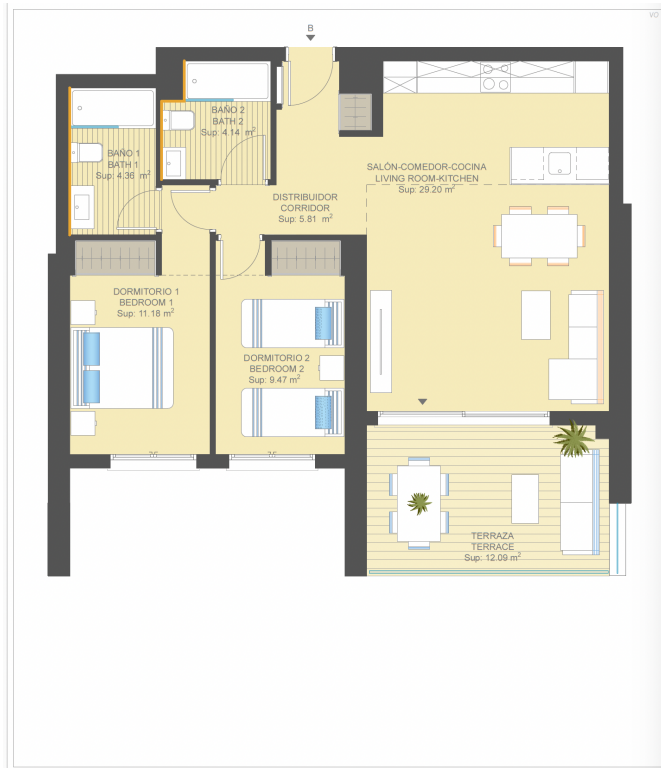 VG
B
BAÑO 2
BATH 2
Sup: 4.14 m²
BAÑO 1
BATH 1
Sup: 4.36 m²
SALÓN-COMEDOR-COCINA
LIVING ROOM-KITCHEN
Sup: 29.20 m²
DISTRIBUIDOR
CORRIDOR
Sup: 5.81 m²
DORMITORIO 1
BEDROOM 1
Sup: 11.18 m²
DORMITORIO 2
BEDROOM 2
Sup: 9.47 m²
TERRAZA
TERRACE
Sup: 12.09 m²